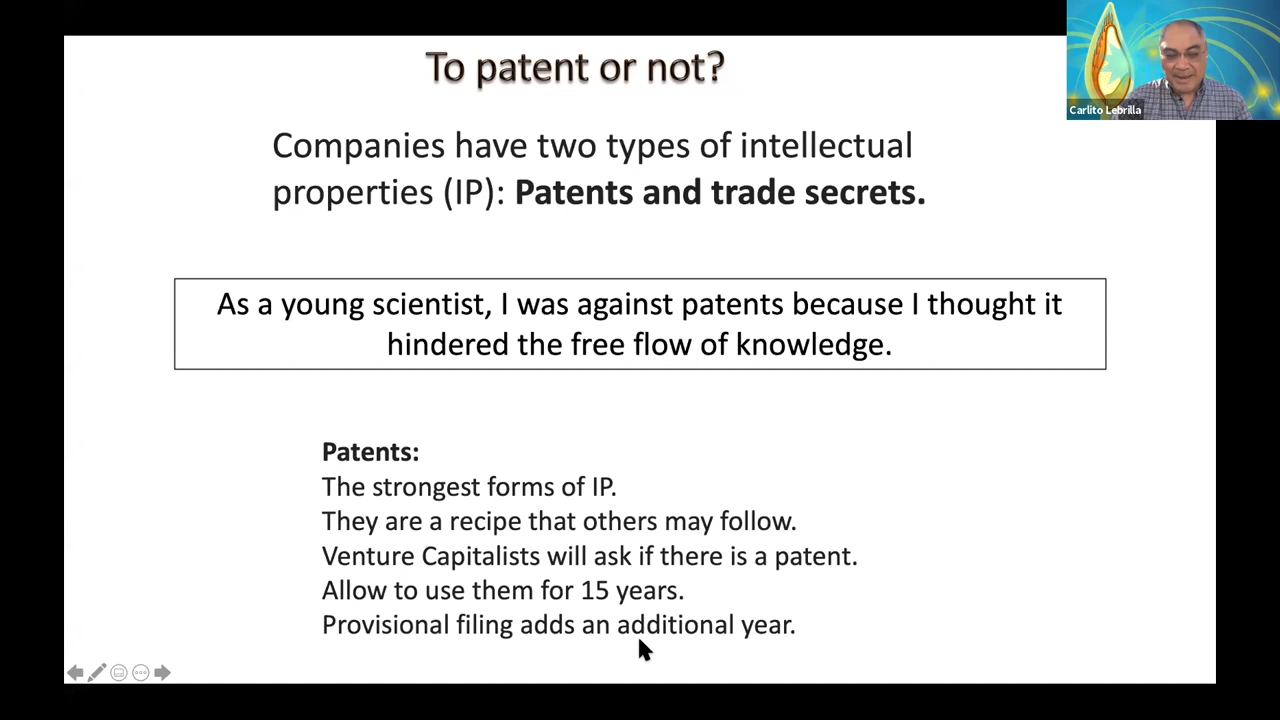 To patent or not?
Carlito Lebrilla
Companies have two types of intellectual
properties (IP): Patents and trade secrets.
As a young scientist, I was against patents because I thought it
hindered the free flow of knowledge.
Patents:
The strongest forms of IP.
They are a recipe that others may follow.
Venture Capitalists will ask if there is a patent.
Allow to use them for 15 years.
Provisional filing adds an additional year.